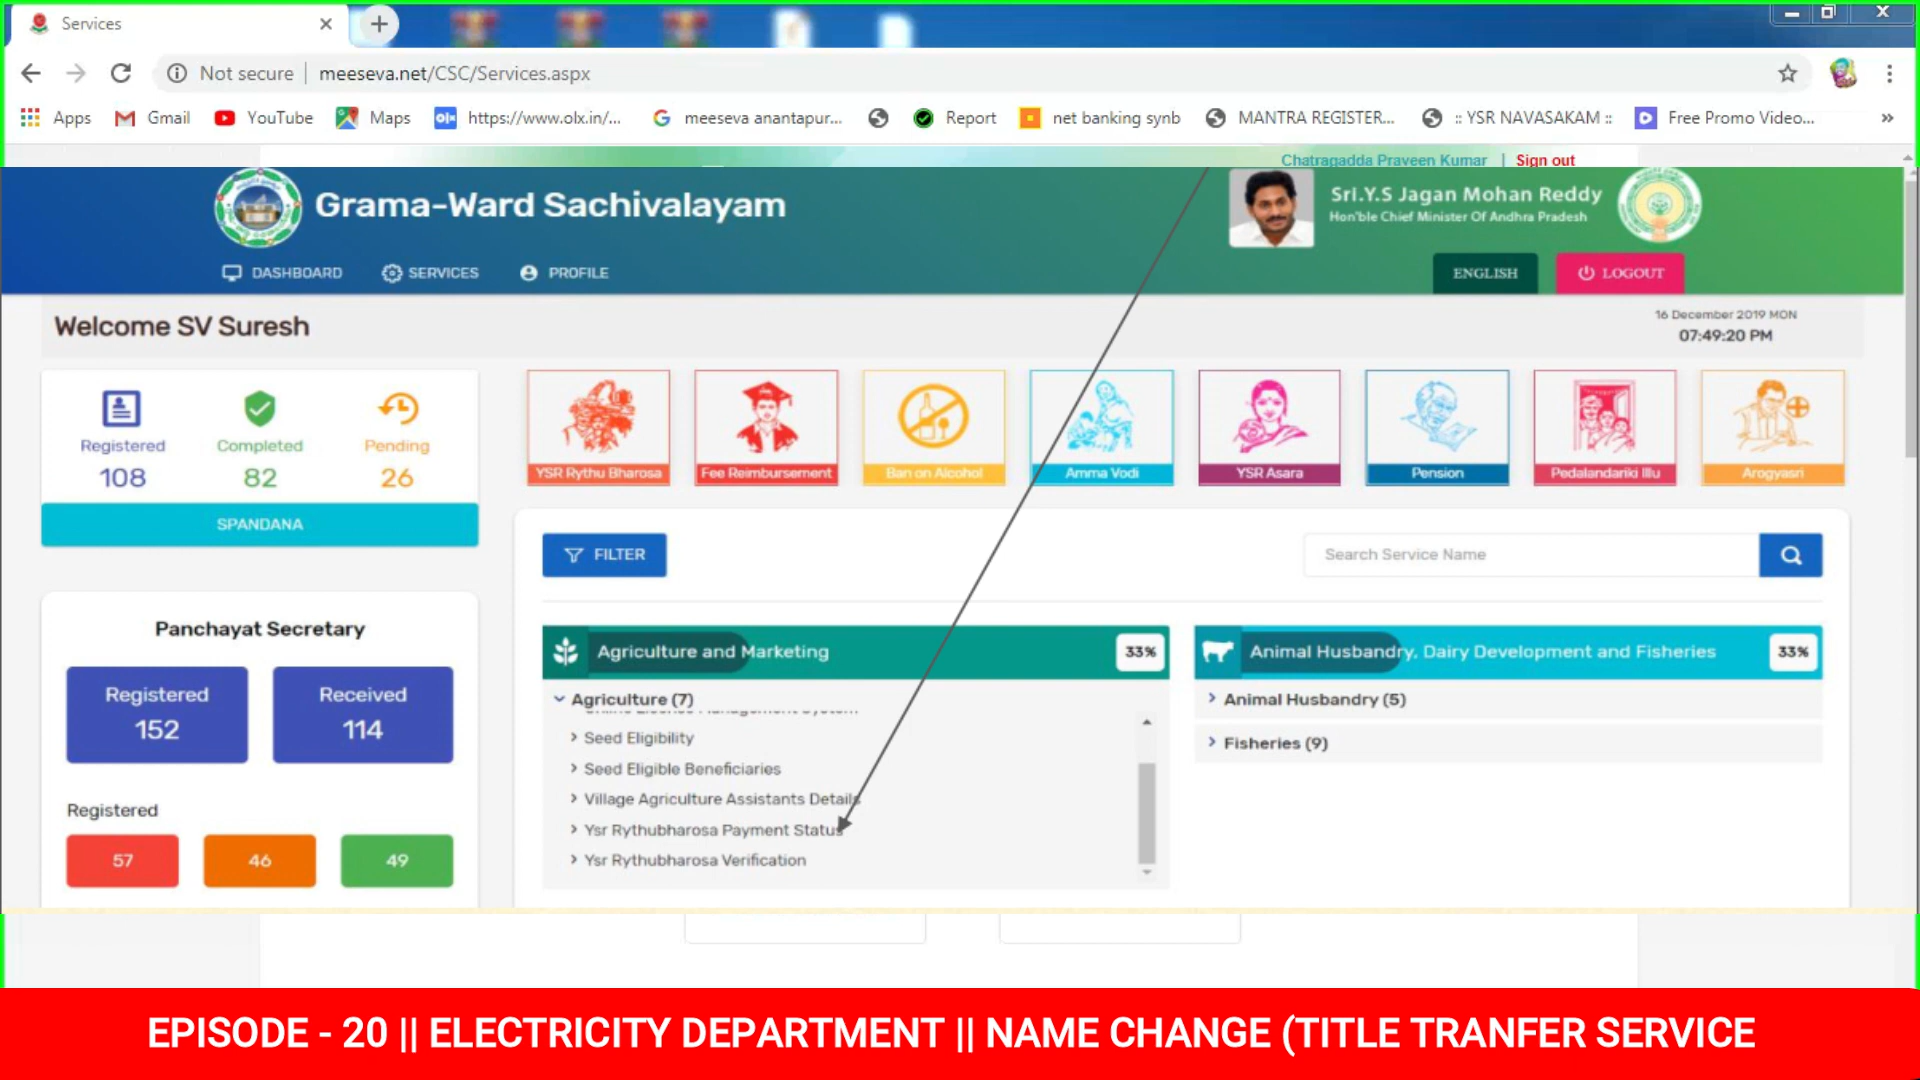 Services
Not secure | meeseva.net/CSC/Services.aspx
Apps Gmail YouTube Maps https://www.olx.in/... meeseva anantapur... Report net banking synb MANTRA REGISTER... :: YSR NAVASAKAM :: Free Promo Video... »
Chatragadda Praveen Kumar | Sign out
Grama-Ward Sachivalayam
Sri.Y.S Jagan Mohan Reddy
Hon'ble Chief Minister Of Andhra Pradesh
DASHBOARD SERVICES PROFILE
ENGLISH LOGOUT
Welcome SV Suresh
16 December 2019 MON
07:49:20 PM
Registered Completed Pending
108 82 26
SPANDANA
YSR Rythu Bharosa Fee Reimbursement Ban on Alcohol Amma Vodi YSR Asara Pension Pedalandariki Illu Arogyasri
FILTER
Search Service Name
Panchayat Secretary
Registered Received
152 114
Registered
57 46 49
Agriculture and Marketing 33%
Agriculture (7)
Online License Management System
Seed Eligibility
Seed Eligible Beneficiaries
Village Agriculture Assistants Details
Ysr Rythubharosa Payment Status
Ysr Rythubharosa Verification
Animal Husbandry, Dairy Development and Fisheries 33%
Animal Husbandry (5)
Fisheries (9)
EPISODE - 20 || ELECTRICITY DEPARTMENT || NAME CHANGE (TITLE TRANFER SERVICE